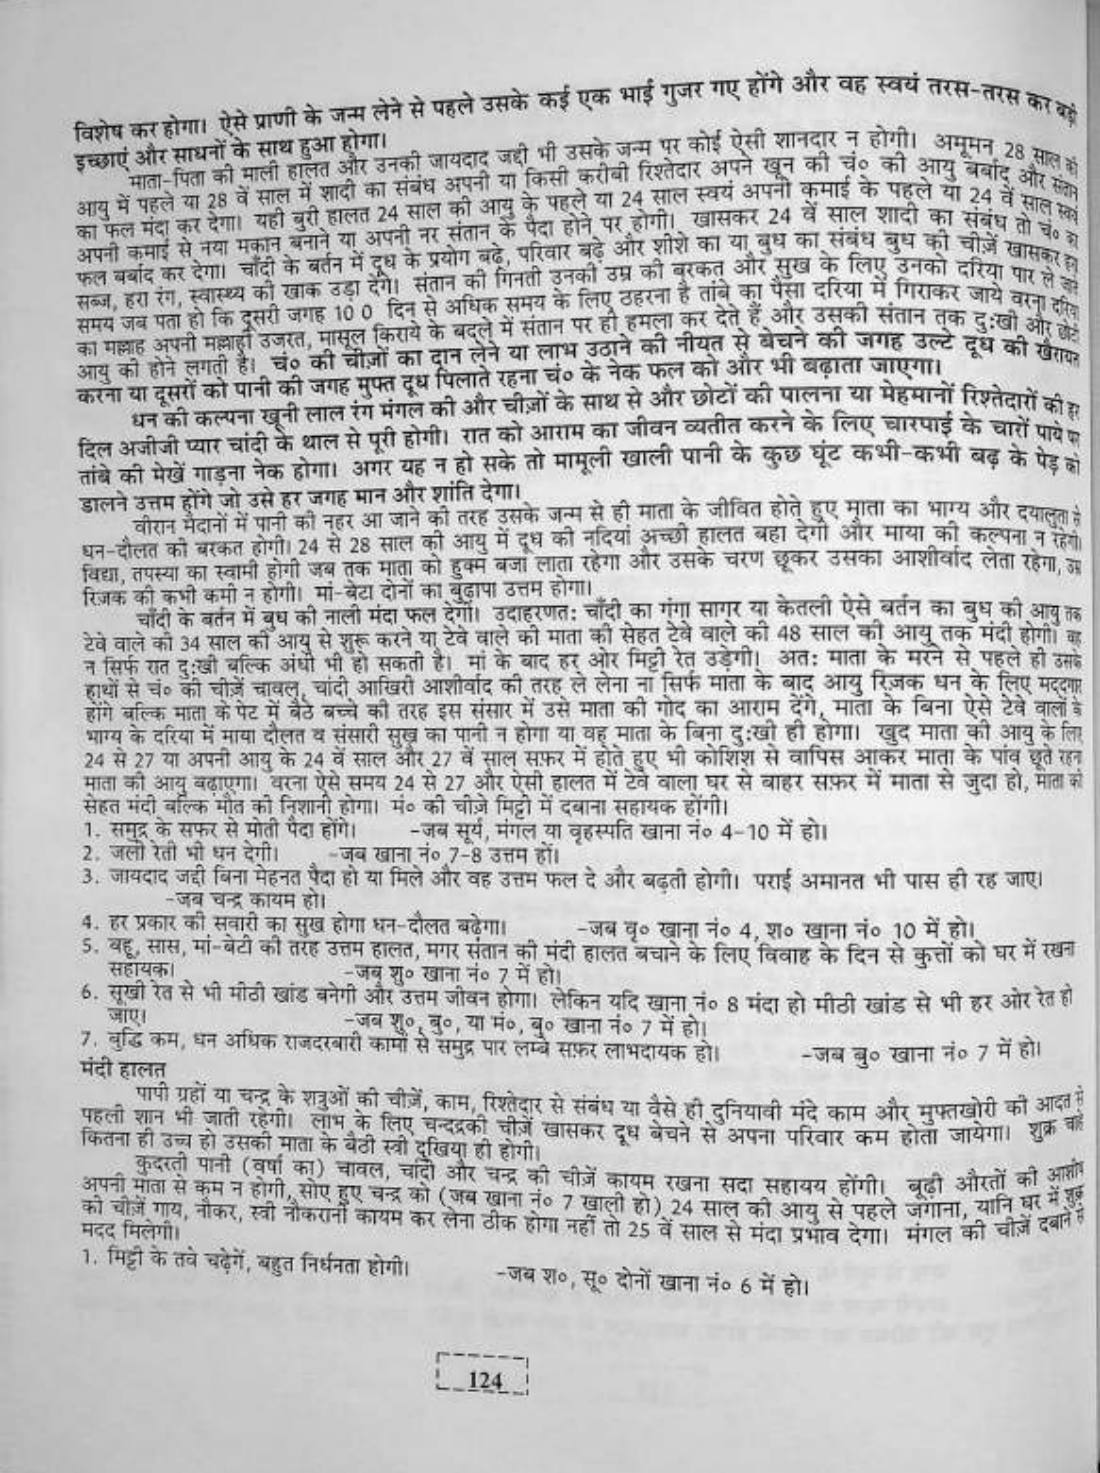 विशेष कर होगा। ऐसे प्राणी के जन्म लेने से पहले उसके कई एक भाई गुजर गए होंगे और वह स्वयं तरस-तरस कर बड़ी
इच्छाएं और साधनों के साथ हुआ होगा।
माता-पिता की माली हालत और उनकी जायदाद जद्दी भी उसके जन्म पर कोई ऐसी शानदार न होगी। अमूमन 28 साल की
आयु में पहले या 28 वें साल में शादी का संबंध अपनी या किसी करीबी रिश्तेदार अपने खून की चं० की आयु बर्बाद और संतान
का फल मंदा कर देगा। यही बुरी हालत 24 साल की आयु के पहले या 24 साल स्वयं अपनी कमाई के पहले या 24 वें साल स्वयं
अपनी कमाई से नया मकान बनाने या अपनी नर संतान के पैदा होने पर होगी। खासकर 24 वें साल शादी का संबंध तो चं० का
फल बर्बाद कर देगा। चाँदी के बर्तन में दूध के प्रयोग बढ़े, परिवार बढ़े और शीशे का या बुध का संबंध बुध की चीज़ें खासकर हरा
सब्ज, हरा रंग, स्वास्थ्य की खाक उड़ा देंगे। संतान की गिनती उनकी उम्र की बरकत और सुख के लिए उनको दरिया पार ले जाते
समय जब पता हो कि दूसरी जगह 10 0 दिन से अधिक समय के लिए ठहरना है तांबे का पैसा दरिया में गिराकर जाये वरना दरिया
का मल्लाह अपनी मल्लाही उजरत, मासूल किराये के बदले में संतान पर ही हमला कर देते हैं और उसकी संतान तक दु:खी और छोटी
आयु की होने लगती है। चं० की चीज़ों का दान लेने या लाभ उठाने की नीयत से बेचने की जगह उल्टे दूध की खैरायत
करना या दूसरों को पानी की जगह मुफ्त दूध पिलाते रहना चं० के नेक फल को और भी बढ़ाता जाएगा।
धन की कल्पना खूनी लाल रंग मंगल की और चीज़ों के साथ से और छोटों की पालना या मेहमानों रिश्तेदारों की हर
दिल अजीजी प्यार चांदी के थाल से पूरी होगी। रात को आराम का जीवन व्यतीत करने के लिए चारपाई के चारों पाये पर
तांबे की मेखें गाड़ना नेक होगा। अगर यह न हो सके तो मामूली खाली पानी के कुछ घूंट कभी-कभी बढ़ के पेड़ को
डालने उत्तम होंगे जो उसे हर जगह मान और शांति देगा।
वीरान मैदानों में पानी की नहर आ जाने की तरह उसके जन्म से ही माता के जीवित होते हुए माता का भाग्य और दयालुता से
धन-दौलत की बरकत होगी। 24 से 28 साल की आयु में दूध की नदियां अच्छी हालत बहा देगी और माया की कल्पना न रहेगी।
विद्या, तपस्या का स्वामी होगी जब तक माता को हुक्म बजा लाता रहेगा और उसके चरण छूकर उसका आशीर्वाद लेता रहेगा, उम्र
रिजक की कभी कमी न होगी। मां-बेटा दोनों का बुढ़ापा उत्तम होगा।
चाँदी के बर्तन में बुध की नाली मंदा फल देगी। उदाहरणत: चाँदी का गंगा सागर या केतली ऐसे बर्तन का बुध की आयु तक
टेवे वाले की 34 साल की आयु से शुरू करने या टेवे वाले की माता की सेहत टेवे वाले की 48 साल की आयु तक मंदी होगी। वह
न सिर्फ रात दु:खी बल्कि अंधी भी हो सकती है। मां के बाद हर ओर मिट्टी रेत उड़ेगी। अत: माता के मरने से पहले ही उसके
हाथों से चं० की चीज़ें चावल, चांदी आखिरी आशीर्वाद की तरह ले लेना ना सिर्फ माता के बाद आयु रिज़क धन के लिए मददगार
होंगे बल्कि माता के पेट में बैठे बच्चे की तरह इस संसार में उसे माता की गोद का आराम देंगे, माता के बिना ऐसे टेवे वालों के
भाग्य के दरिया में माया दौलत व संसारी सुख का पानी न होगा या वह माता के बिना दु:खी ही होगा। खुद माता की आयु के लिए
24 से 27 या अपनी आयु के 24 वें साल और 27 वें साल सफ़र में होते हुए भी कोशिश से वापिस आकर माता के पांव छूते रहन
माता की आयु बढ़ाएगा। वरना ऐसे समय 24 से 27 और ऐसी हालत में टेवे वाला घर से बाहर सफ़र में माता से जुदा हो, माता की
सेहत मंदी बल्कि मौत की निशानी होगा। मं० की चीज़े मिट्टी में दबाना सहायक होंगी।
1. समुद्र के सफर से मोती पैदा होंगे। -जब सूर्य, मंगल या वृहस्पति खाना नं० 4-10 में हो।
2. जली रेती भी धन देगी। -जब खाना नं० 7-8 उत्तम हों।
3. जायदाद जद्दी बिना मेहनत पैदा हो या मिले और वह उत्तम फल दे और बढ़ती होगी। पराई अमानत भी पास ही रह जाए।
-जब चन्द्र कायम हो।
4. हर प्रकार की सवारी का सुख होगा धन-दौलत बढ़ेगा। -जब वृ० खाना नं० 4, श० खाना नं० 10 में हो।
5. बहू, सास, मां-बेटी की तरह उत्तम हालत, मगर संतान की मंदी हालत बचाने के लिए विवाह के दिन से कुत्तों को घर में रखना
सहायक। -जब शु० खाना नं० 7 में हो।
6. सूखी रेत से भी मीठी खांड बनेगी और उत्तम जीवन होगा। लेकिन यदि खाना नं० 8 मंदा हो मीठी खांड से भी हर ओर रेत हो
जाए। -जब शु०, बु०, या मं०, बु० खाना नं० 7 में हो।
7. बुद्धि कम, धन अधिक राजदरबारी कामों से समुद्र पार लम्बे सफ़र लाभदायक हो। -जब बु० खाना नं० 7 में हो।
मंदी हालत
पापी ग्रहों या चन्द्र के शत्रुओं की चीज़ें, काम, रिश्तेदार से संबंध या वैसे ही दुनियावी मंदे काम और मुफ्तखोरी की आदत से
पहली शान भी जाती रहेगी। लाभ के लिए चन्दद्रकी चीज़ें खासकर दूध बेचने से अपना परिवार कम होता जायेगा। शुक्र चाहे
कितना ही उच्च हो उसकी माता के बैठी स्त्री दुखिया ही होगी।
कुदरती पानी (वर्षा का) चावल, चांदी और चन्द्र की चीज़ें कायम रखना सदा सहायय होंगी। बूढ़ी औरतों की आशीष
अपनी माता से कम न होगी, सोए हुए चन्द्र को (जब खाना नं० 7 खाली हो) 24 साल की आयु से पहले जगाना, यानि घर में शुक्र
की चीज़ें गाय, नौकर, स्त्री नौकरानी कायम कर लेना ठीक होगा नहीं तो 25 वें साल से मंदा प्रभाव देगा। मंगल की चीज़ें दबाने से
मदद मिलेगी।
1. मिट्टी के तवे चढ़ेगें, बहुत निर्धनता होगी। -जब श०, सू० दोनों खाना नं० 6 में हो।
124